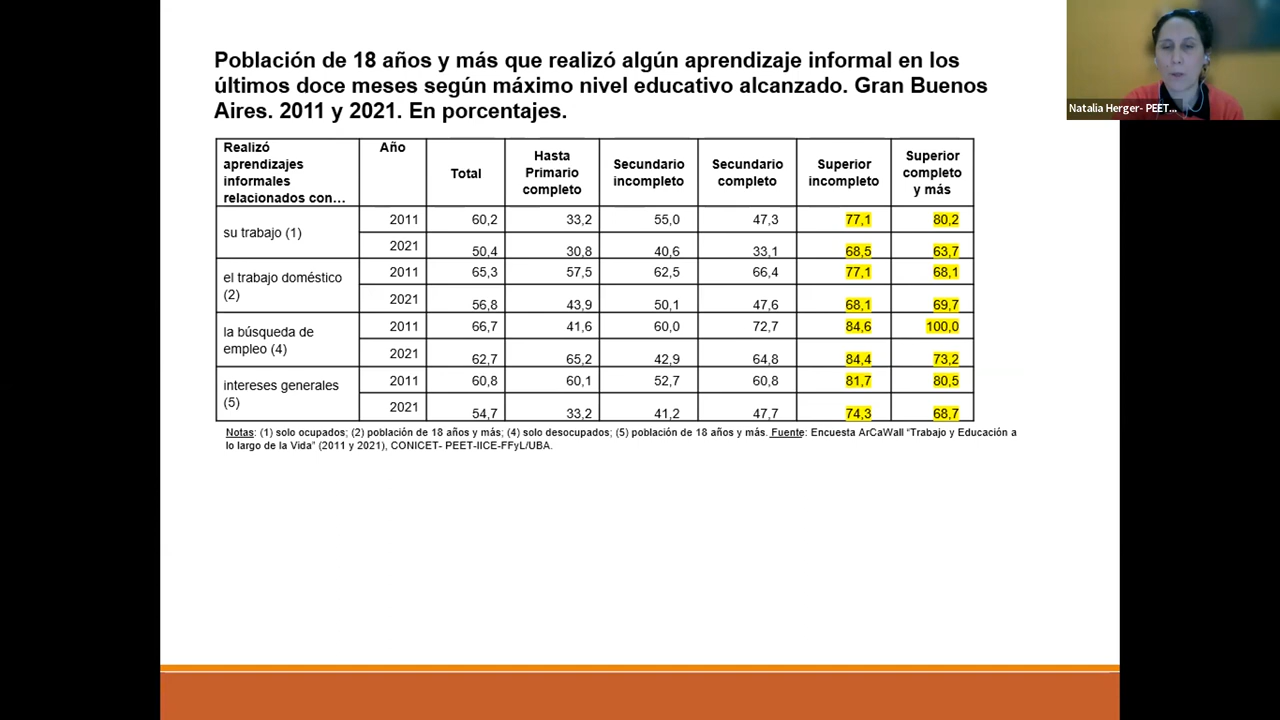 Población de 18 años y más que realizó algún aprendizaje informal en los
últimos doce meses según máximo nivel educativo alcanzado. Gran Buenos
Aires. 2011 y 2021. En porcentajes.
Natalia Herger- PEET...
Realizó aprendizajes informales relacionados con… Año Total Hasta Primario completo Secundario incompleto Secundario completo Superior incompleto Superior completo y más
su trabajo (1) 2011 60,2 33,2 55,0 47,3 77,1 80,2
2021 50,4 30,8 40,6 33,1 68,5 63,7
el trabajo doméstico (2) 2011 65,3 57,5 62,5 66,4 77,1 68,1
2021 56,8 43,9 50,1 47,6 68,1 69,7
la búsqueda de empleo (4) 2011 66,7 41,6 60,0 72,7 84,6 100,0
2021 62,7 65,2 42,9 64,8 84,4 73,2
intereses generales (5) 2011 60,8 60,1 52,7 60,8 81,7 80,5
2021 54,7 33,2 41,2 47,7 74,3 68,7
Notas: (1) solo ocupados; (2) población de 18 años y más; (4) solo desocupados; (5) población de 18 años y más. Fuente: Encuesta ArCaWall “Trabajo y Educación a
lo largo de la Vida” (2011 y 2021), CONICET- PEET-IICE-FFyL/UBA.